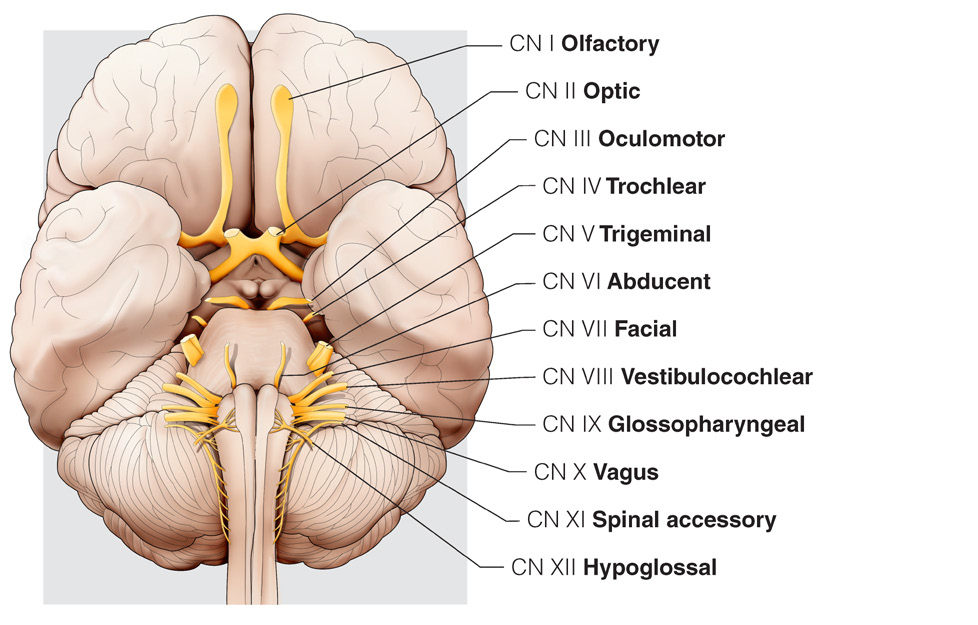 CN I Olfactory
CN II Optic
CN III Oculomotor
CN IV Trochlear
CN V Trigeminal
CN VI Abducent
CN VII Facial
CN VIII Vestibulocochlear
CN IX Glossopharyngeal
CN X Vagus
CN XI Spinal accessory
CN XII Hypoglossal